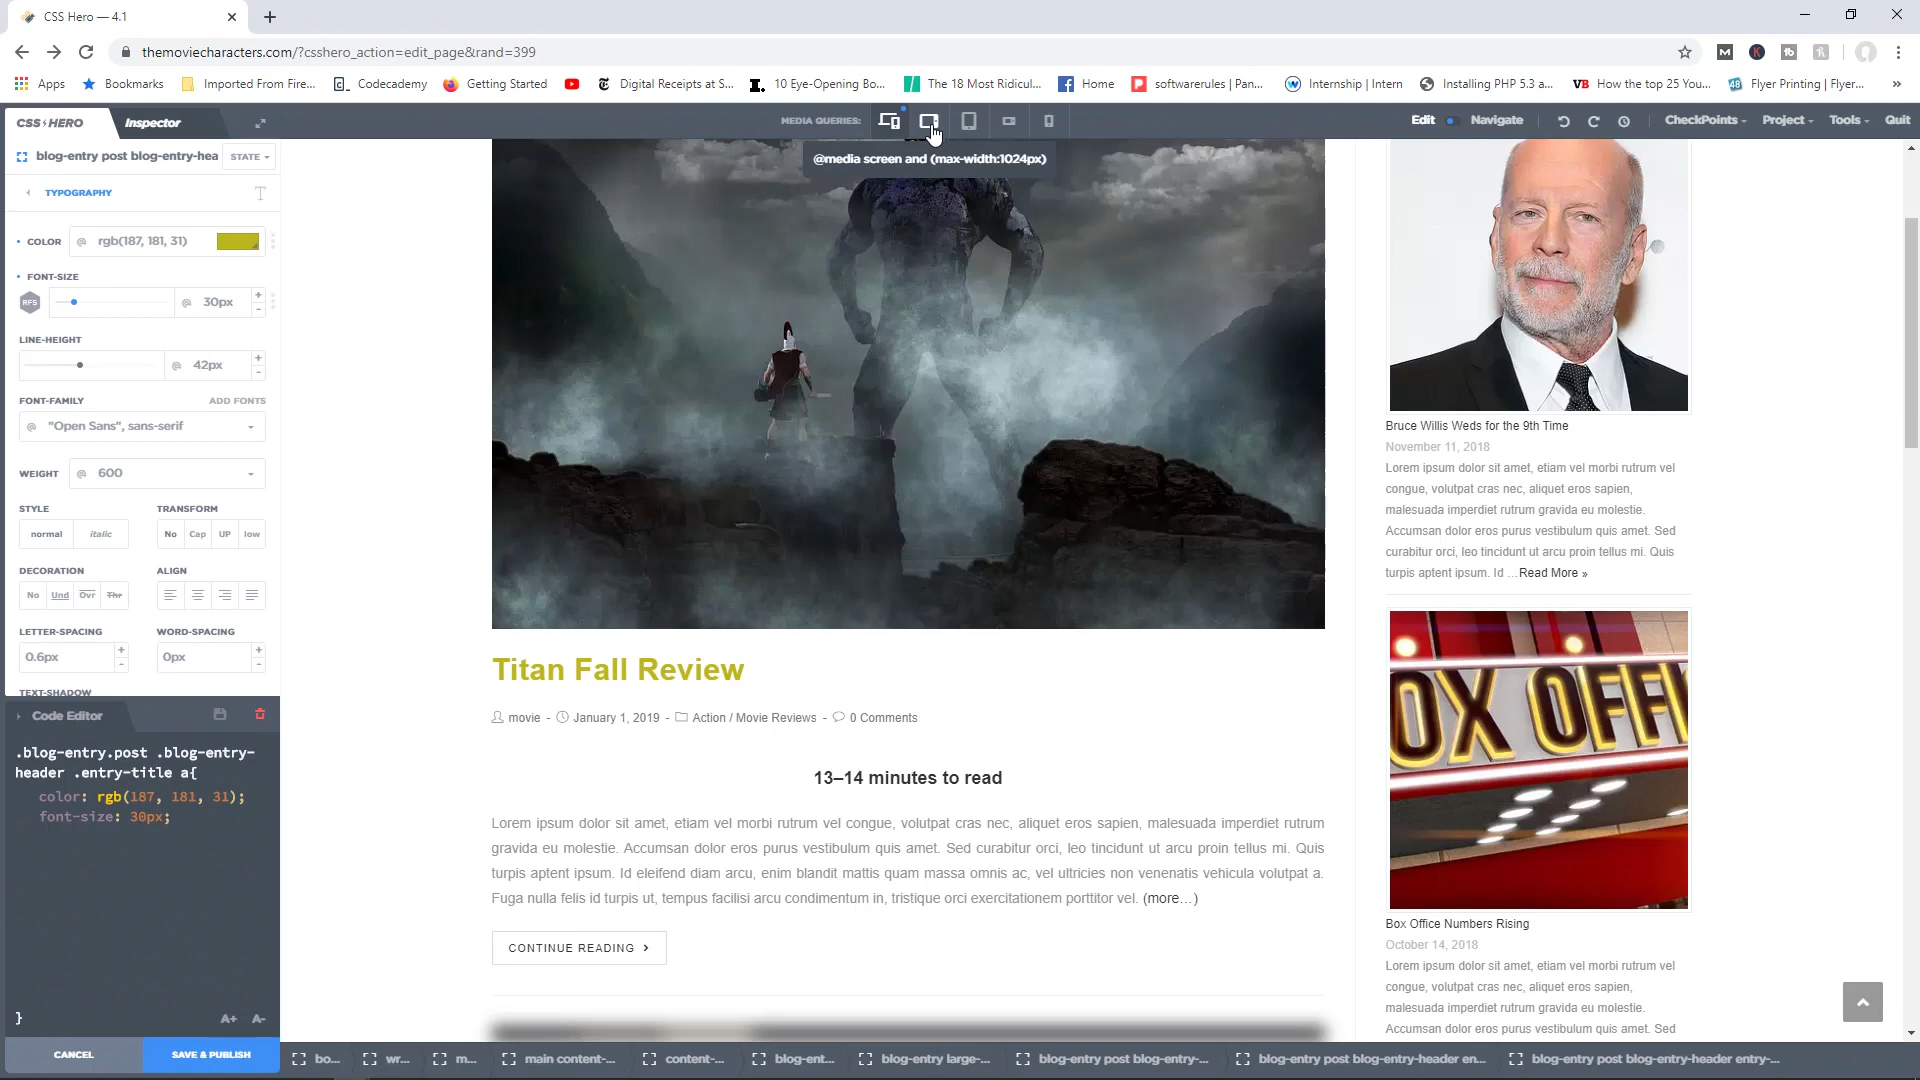 CSS Hero — 4.1
themoviecharacters.com/?csshero_action=edit_page&rand=399
Apps
Bookmarks
Imported From Fire...
Codecademy
Getting Started
Digital Receipts at S...
10 Eye-Opening Bo...
The 18 Most Ridicul...
Home
softwarerules | Pan...
Internship | Intern
Installing PHP 5.3 a...
How the top 25 You...
Flyer Printing | Flyer...
»
CSS HERO
Inspector
MEDIA QUERIES:
Edit
Navigate
CheckPoints
Project
Tools
Quit
@media screen and (max-width:1024px)
blog-entry post blog-entry-hea
STATE
TYPOGRAPHY
COLOR
@ rgb(187, 181, 31)
FONT-SIZE
RFS
@ 30px
+
-
LINE-HEIGHT
@ 42px
+
-
FONT-FAMILY
ADD FONTS
@ "Open Sans", sans-serif
WEIGHT
@ 600
STYLE
TRANSFORM
normal italic
No Cap UP low
DECORATION
ALIGN
No Und Ovr Thr
LETTER-SPACING
WORD-SPACING
0.6px
+
-
0px
+
-
TEXT-SHADOW
Code Editor
.blog-entry.post .blog-entry-
header .entry-title a{
color: rgb(187, 181, 31);
font-size: 30px;
}
A+ A-
CANCEL
SAVE & PUBLISH
Titan Fall Review
movie - January 1, 2019 - Action / Movie Reviews - 0 Comments
13–14 minutes to read
Lorem ipsum dolor sit amet, etiam vel morbi rutrum vel congue, volutpat cras nec, aliquet eros sapien, malesuada imperdiet rutrum
gravida eu molestie. Accumsan dolor eros purus vestibulum quis amet. Sed curabitur orci, leo tincidunt ut arcu proin tellus mi. Quis
turpis aptent ipsum. Id eleifend diam arcu, enim blandit mattis quam massa omnis ac, vel ultricies non venenatis vehicula volutpat a.
Fuga nulla felis id turpis ut, tempus facilisi arcu condimentum in, tristique orci exercitationem porttitor vel. (more…)
CONTINUE READING >
Bruce Willis Weds for the 9th Time
November 11, 2018
Lorem ipsum dolor sit amet, etiam vel morbi rutrum vel
congue, volutpat cras nec, aliquet eros sapien,
malesuada imperdiet rutrum gravida eu molestie.
Accumsan dolor eros purus vestibulum quis amet. Sed
curabitur orci, leo tincidunt ut arcu proin tellus mi. Quis
turpis aptent ipsum. Id …Read More »
BOX OFFI
Box Office Numbers Rising
October 14, 2018
Lorem ipsum dolor sit amet, etiam vel morbi rutrum vel
congue, volutpat cras nec, aliquet eros sapien,
malesuada imperdiet rutrum gravida eu molestie.
Accumsan dolor eros purus vestibulum quis amet. Sed
bo...
wr...
m...
main content-...
content-...
blog-ent...
blog-entry large-...
blog-entry post blog-entry-...
blog-entry post blog-entry-header en...
blog-entry post blog-entry-header entry-...